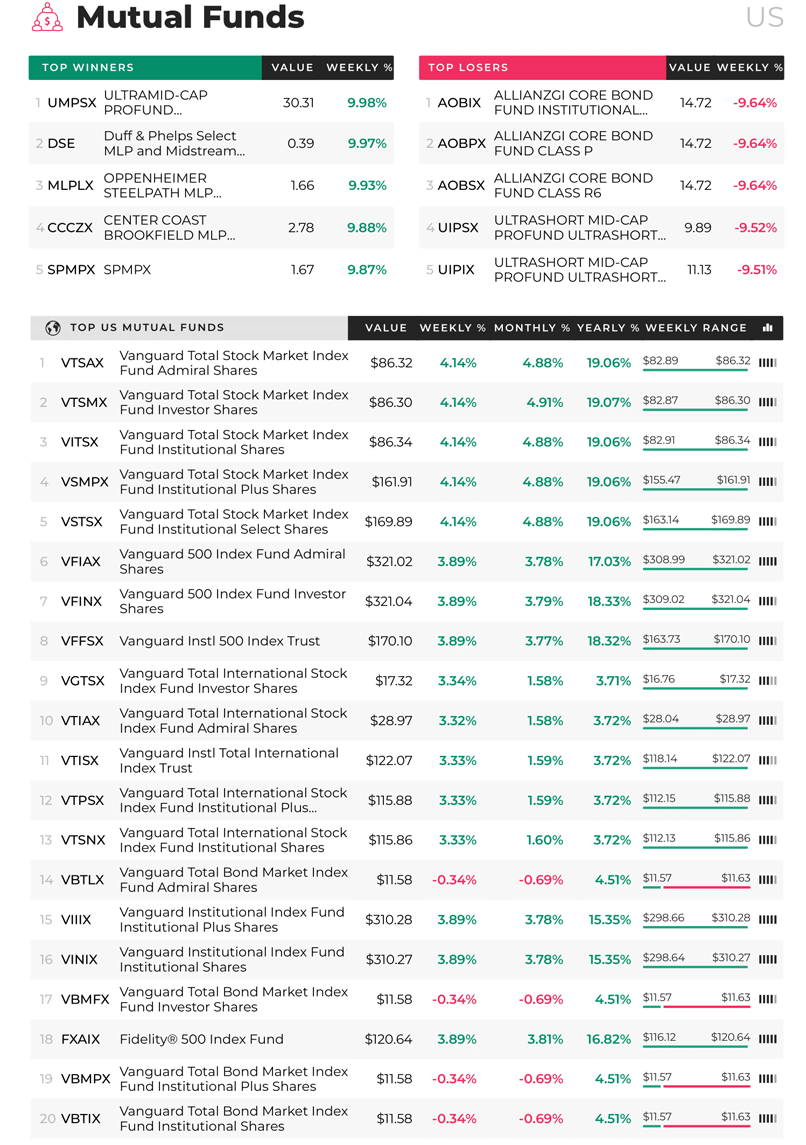 Mutual Funds
US
TOP WINNERS VALUE WEEKLY %
1 UMPSX ULTRAMID-CAP PROFUND... 30.31 9.98%
2 DSE Duff & Phelps Select MLP and Midstream... 0.39 9.97%
3 MLPLX OPPENHEIMER STEELPATH MLP... 1.66 9.93%
4 CCCZX CENTER COAST BROOKFIELD MLP... 2.78 9.88%
5 SPMPX SPMPX 1.67 9.87%
TOP LOSERS VALUE WEEKLY %
1 AOBIX ALLIANZGI CORE BOND FUND INSTITUTIONAL... 14.72 -9.64%
2 AOBPX ALLIANZGI CORE BOND FUND CLASS P 14.72 -9.64%
3 AOBSX ALLIANZGI CORE BOND FUND CLASS R6 14.72 -9.64%
4 UIPSX ULTRASHORT MID-CAP PROFUND ULTRASHORT... 9.89 -9.52%
5 UIPIX ULTRASHORT MID-CAP PROFUND ULTRASHORT... 11.13 -9.51%
TOP US MUTUAL FUNDS VALUE WEEKLY % MONTHLY % YEARLY % WEEKLY RANGE
1 VTSAX Vanguard Total Stock Market Index Fund Admiral Shares $86.32 4.14% 4.88% 19.06% $82.89 $86.32
2 VTSMX Vanguard Total Stock Market Index Fund Investor Shares $86.30 4.14% 4.91% 19.07% $82.87 $86.30
3 VITSX Vanguard Total Stock Market Index Fund Institutional Shares $86.34 4.14% 4.88% 19.06% $82.91 $86.34
4 VSMPX Vanguard Total Stock Market Index Fund Institutional Plus Shares $161.91 4.14% 4.88% 19.06% $155.47 $161.91
5 VSTSX Vanguard Total Stock Market Index Fund Institutional Select Shares $169.89 4.14% 4.88% 19.06% $163.14 $169.89
6 VFIAX Vanguard 500 Index Fund Admiral Shares $321.02 3.89% 3.78% 17.03% $308.99 $321.02
7 VFINX Vanguard 500 Index Fund Investor Shares $321.04 3.89% 3.79% 18.33% $309.02 $321.04
8 VFFSX Vanguard Instl 500 Index Trust $170.10 3.89% 3.77% 18.32% $163.73 $170.10
9 VGTSX Vanguard Total International Stock Index Fund Investor Shares $17.32 3.34% 1.58% 3.71% $16.76 $17.32
10 VTIAX Vanguard Total International Stock Index Fund Admiral Shares $28.97 3.32% 1.58% 3.72% $28.04 $28.97
11 VTISX Vanguard Instl Total International Index Trust $122.07 3.33% 1.59% 3.72% $118.14 $122.07
12 VTPSX Vanguard Total International Stock Index Fund Institutional Plus... $115.88 3.33% 1.59% 3.72% $112.15 $115.88
13 VTSNX Vanguard Total International Stock Index Fund Institutional Shares $115.86 3.33% 1.60% 3.72% $112.13 $115.86
14 VBTLX Vanguard Total Bond Market Index Fund Admiral Shares $11.58 -0.34% -0.69% 4.51% $11.57 $11.63
15 VIIIX Vanguard Institutional Index Fund Institutional Plus Shares $310.28 3.89% 3.78% 15.35% $298.66 $310.28
16 VINIX Vanguard Institutional Index Fund Institutional Shares $310.27 3.89% 3.78% 15.35% $298.64 $310.27
17 VBMFX Vanguard Total Bond Market Index Fund Investor Shares $11.58 -0.34% -0.69% 4.51% $11.57 $11.63
18 FXAIX Fidelity® 500 Index Fund $120.64 3.89% 3.81% 16.82% $116.12 $120.64
19 VBMPX Vanguard Total Bond Market Index Fund Institutional Plus Shares $11.58 -0.34% -0.69% 4.51% $11.57 $11.63
20 VBTIX Vanguard Total Bond Market Index Fund Institutional Shares $11.58 -0.34% -0.69% 4.51% $11.57 $11.63